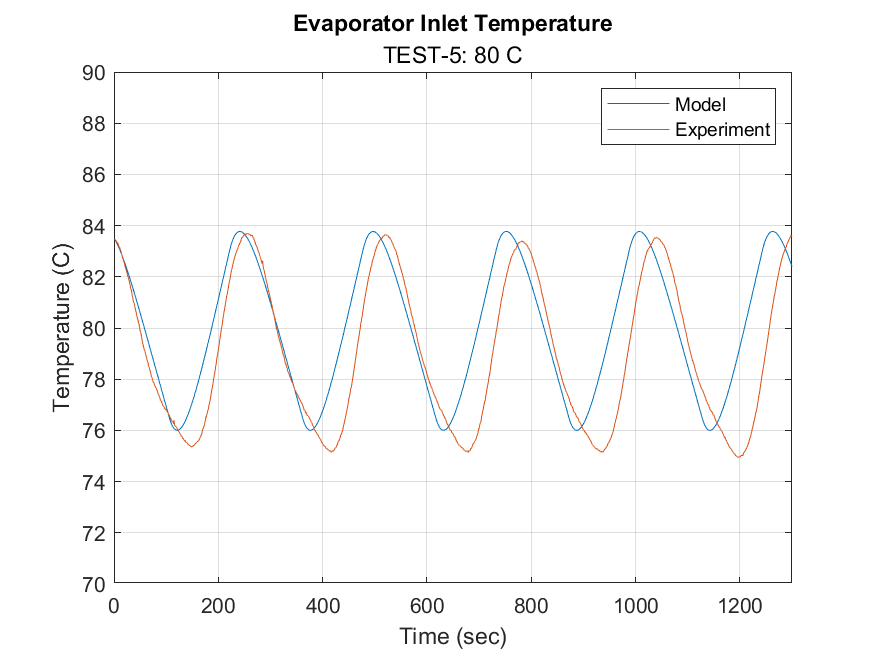 Evaporator Inlet Temperature
TEST-5: 80 C
Model
Experiment
90
88
86
84
82
80
78
76
74
72
70
Temperature (C)
0 200 400 600 800 1000 1200
Time (sec)